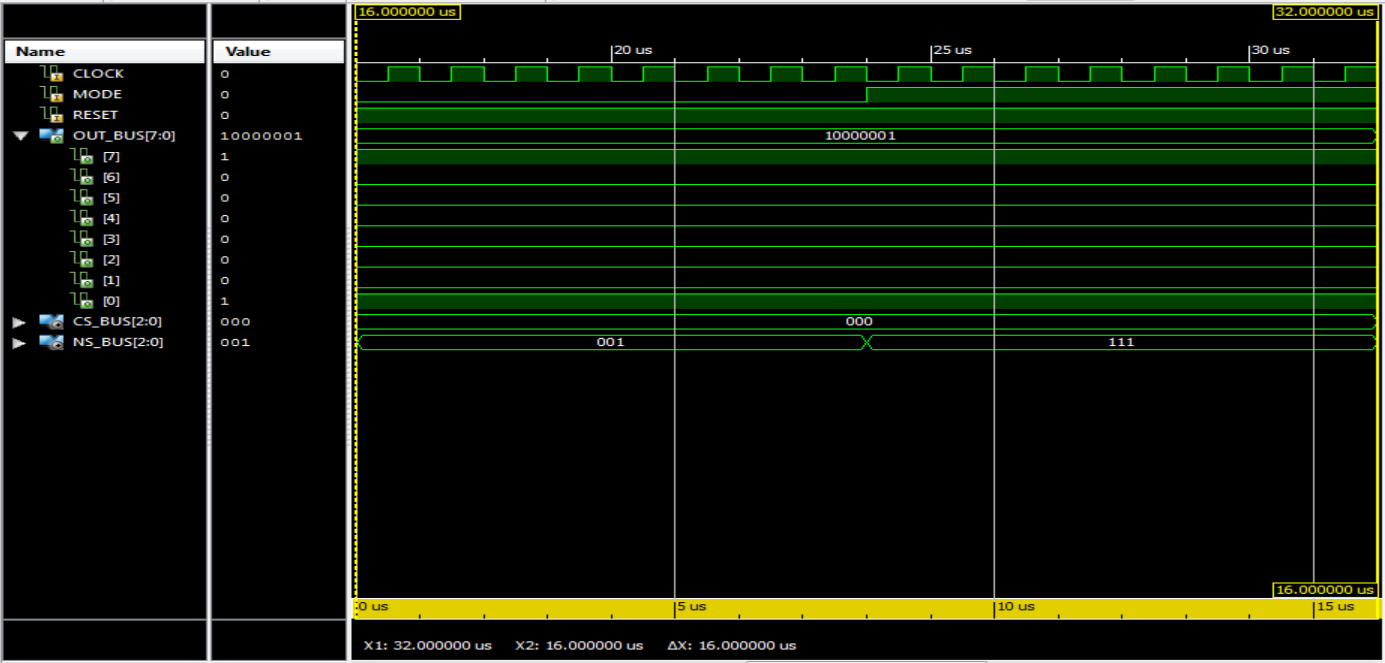 16.000000 us 32.000000 us
Name Value 20 us 25 us 30 us
CLOCK 0
MODE 0
RESET 0
OUT_BUS[7:0] 10000001 10000001
[7] 1
[6] 0
[5] 0
[4] 0
[3] 0
[2] 0
[1] 0
[0] 1
CS_BUS[2:0] 000 000
NS_BUS[2:0] 001 001 111
16.000000 us
0 us 5 us 10 us 15 us
X1: 32.000000 us X2: 16.000000 us ΔX: 16.000000 us